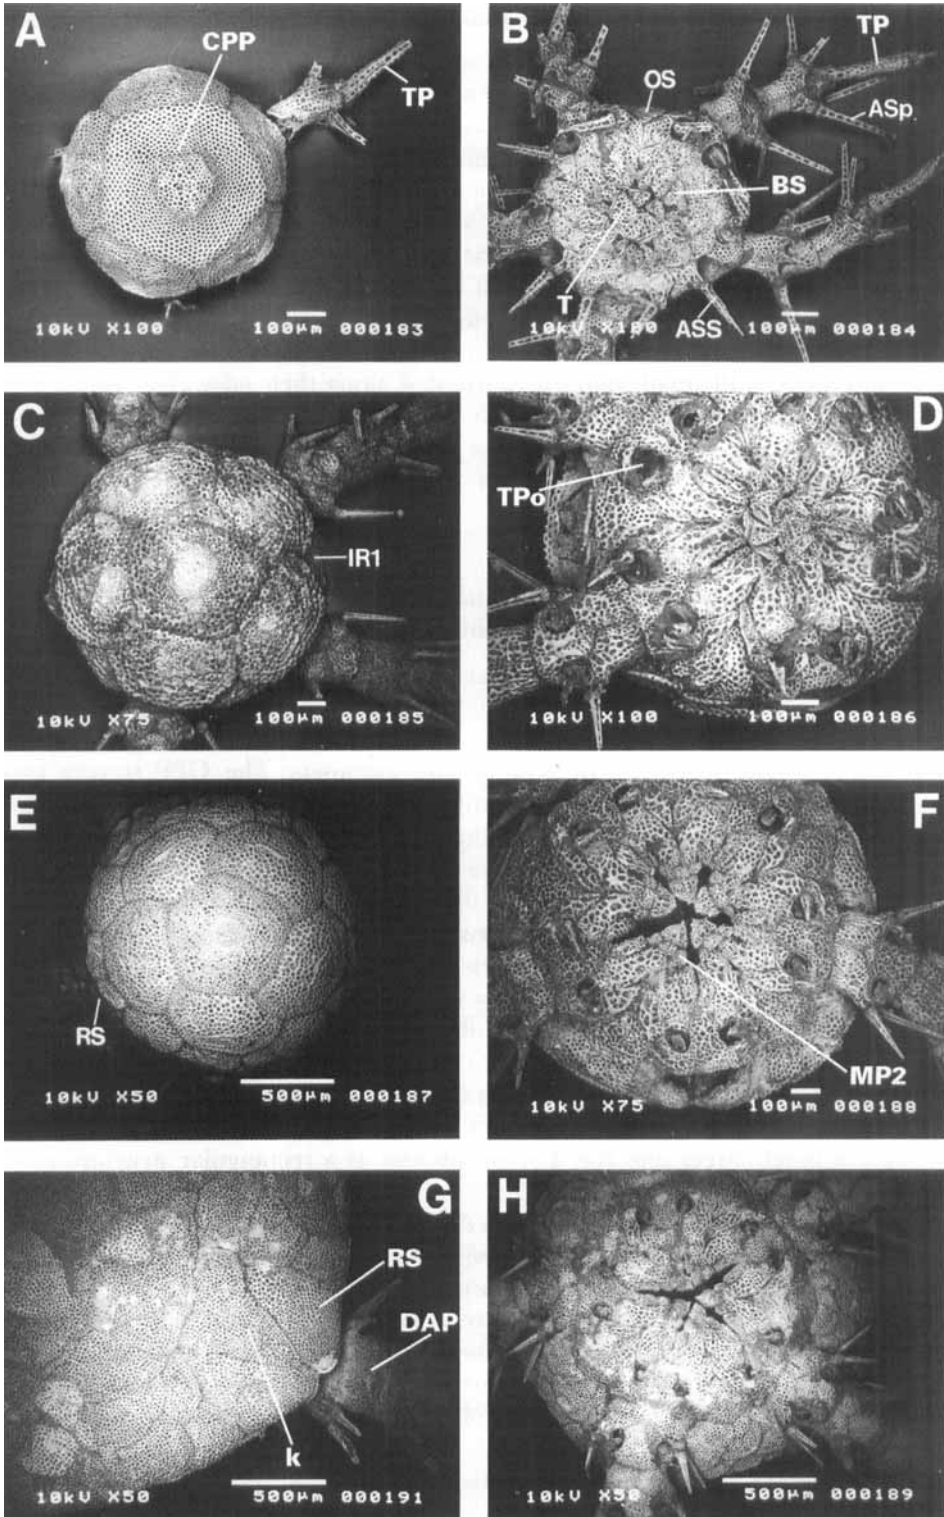 A
CPP
TP
10kV X100 100µm 000183
B
TP
OS
ASp
BS
T
ASS
10kV X100 100µm 000184
C
IR1
10kV X75 100µm 000185
D
TPo
10kV X100 100µm 000186
E
RS
10kV X50 500µm 000187
F
MP2
10kV X75 100µm 000188
G
RS
DAP
k
10kV X50 500µm 000191
H
10kV X50 500µm 000189